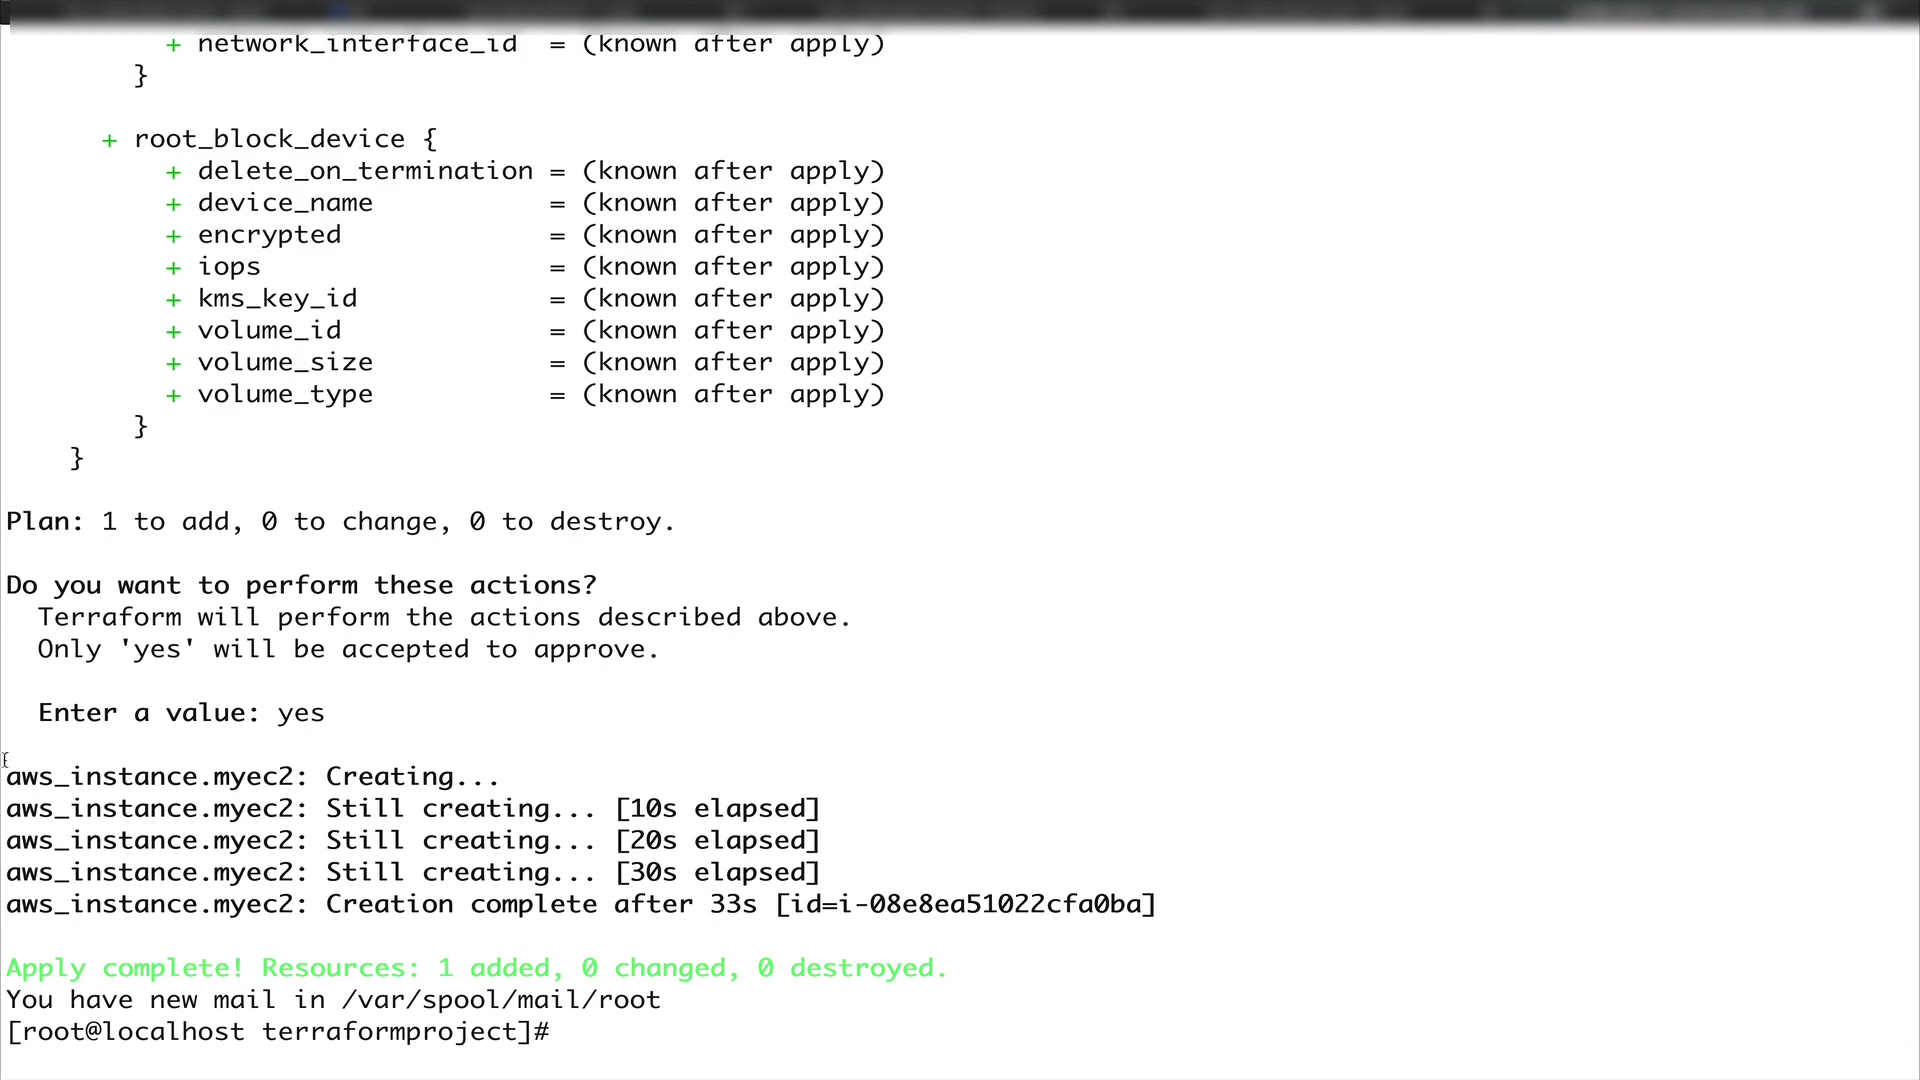 + network_interface_id  = (known after apply)
}
+ root_block_device {
+ delete_on_termination = (known after apply)
+ device_name           = (known after apply)
+ encrypted             = (known after apply)
+ iops                  = (known after apply)
+ kms_key_id            = (known after apply)
+ volume_id             = (known after apply)
+ volume_size           = (known after apply)
+ volume_type           = (known after apply)
}
}
Plan: 1 to add, 0 to change, 0 to destroy.
Do you want to perform these actions?
Terraform will perform the actions described above.
Only 'yes' will be accepted to approve.
Enter a value: yes
aws_instance.myec2: Creating...
aws_instance.myec2: Still creating... [10s elapsed]
aws_instance.myec2: Still creating... [20s elapsed]
aws_instance.myec2: Still creating... [30s elapsed]
aws_instance.myec2: Creation complete after 33s [id=i-08e8ea51022cfa0ba]
Apply complete! Resources: 1 added, 0 changed, 0 destroyed.
You have new mail in /var/spool/mail/root
[root@localhost terraformproject]#